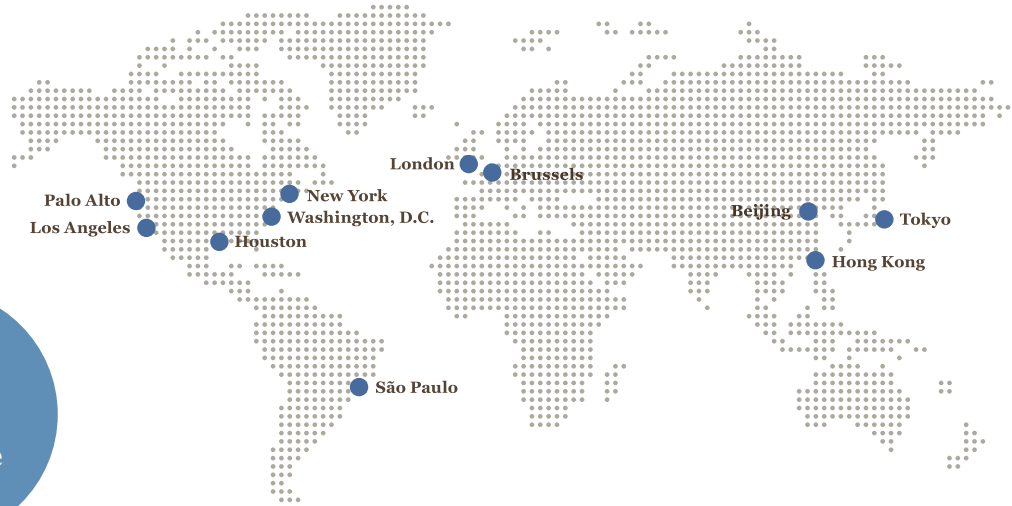 London
Brussels
New York
Palo Alto
Beijing
Washington, D.C.
Tokyo
Los Angeles
Houston
Hong Kong
São Paulo